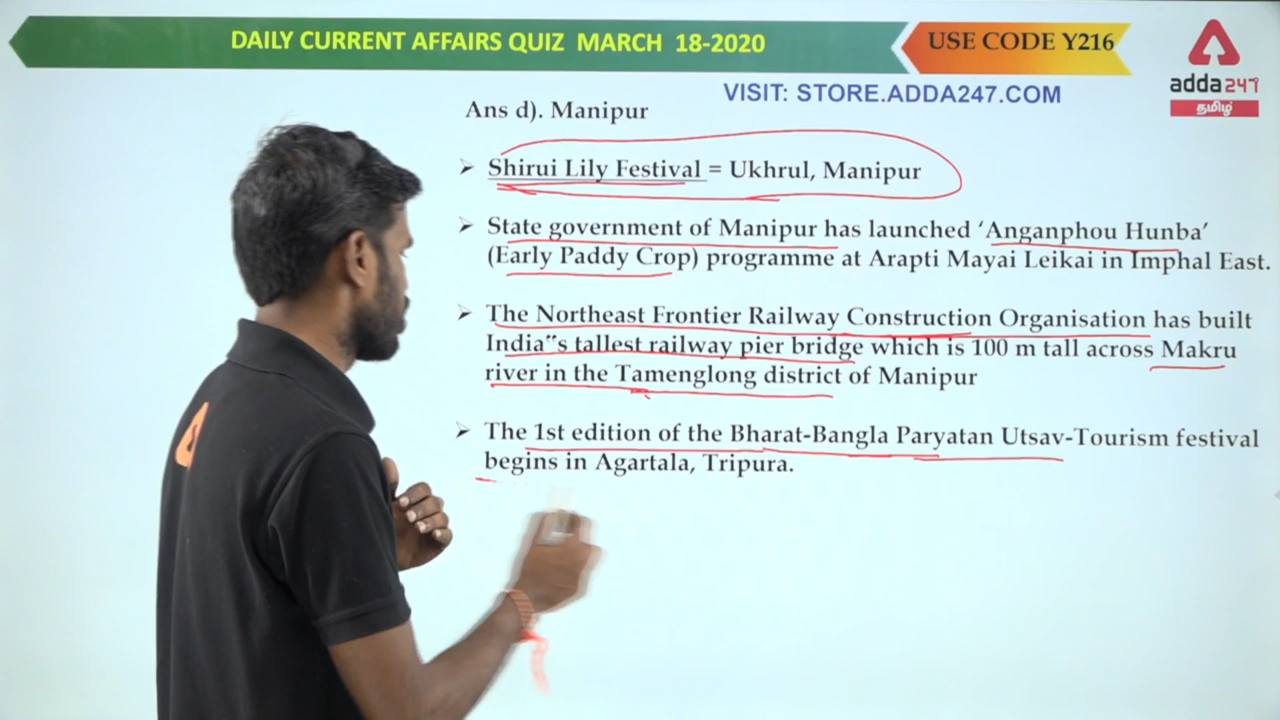 DAILY CURRENT AFFAIRS QUIZ MARCH 18-2020
USE CODE Y216
adda247
தமிழ்
VISIT: STORE.ADDA247.COM
Ans d). Manipur
➢ Shirui Lily Festival = Ukhrul, Manipur
➢ State government of Manipur has launched ‘Anganphou Hunba’
(Early Paddy Crop) programme at Arapti Mayai Leikai in Imphal East.
➢ The Northeast Frontier Railway Construction Organisation has built
India‟s tallest railway pier bridge which is 100 m tall across Makru
river in the Tamenglong district of Manipur
➢ The 1st edition of the Bharat-Bangla Paryatan Utsav-Tourism festival
begins in Agartala, Tripura.